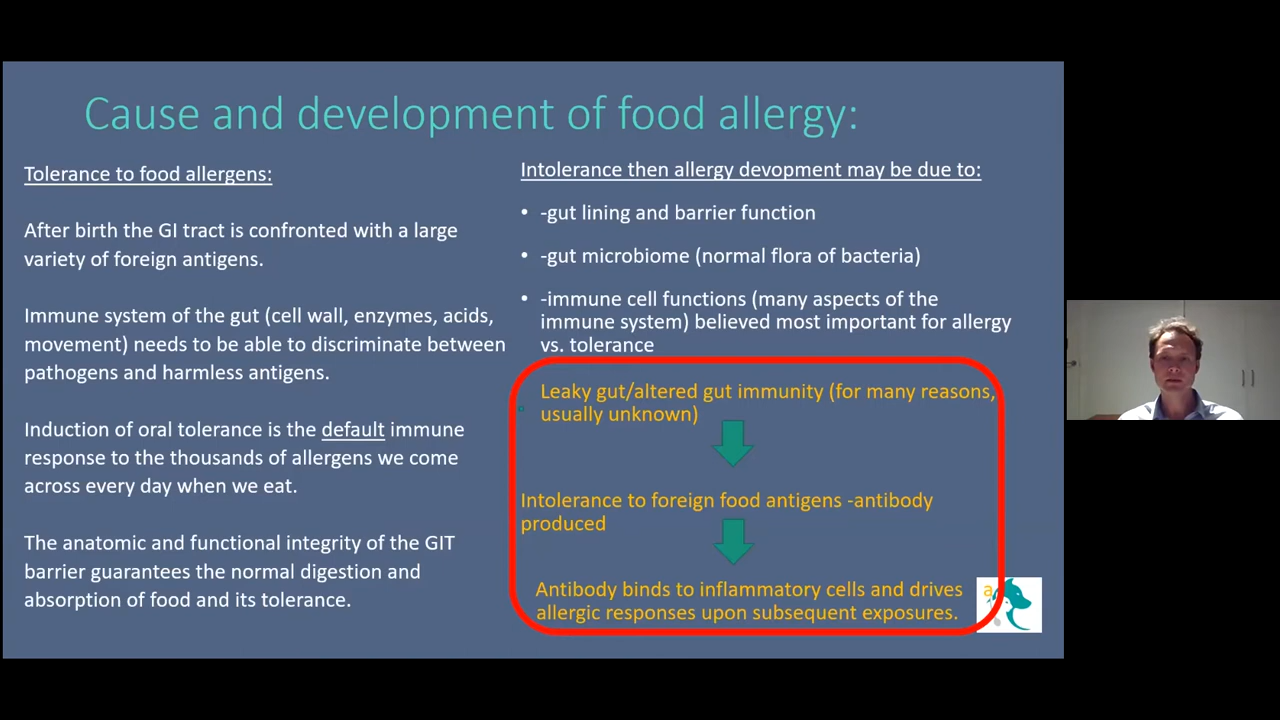 Cause and development of food allergy:
Tolerance to food allergens:
After birth the GI tract is confronted with a large
variety of foreign antigens.
Immune system of the gut (cell wall, enzymes, acids,
movement) needs to be able to discriminate between
pathogens and harmless antigens.
Induction of oral tolerance is the default immune
response to the thousands of allergens we come
across every day when we eat.
The anatomic and functional integrity of the GIT
barrier guarantees the normal digestion and
absorption of food and its tolerance.
Intolerance then allergy devopment may be due to:
• -gut lining and barrier function
• -gut microbiome (normal flora of bacteria)
• -immune cell functions (many aspects of the
immune system) believed most important for allergy
vs. tolerance
Leaky gut/altered gut immunity (for many reasons,
usually unknown)
Intolerance to foreign food antigens -antibody
produced
Antibody binds to inflammatory cells and drives
allergic responses upon subsequent exposures.
a